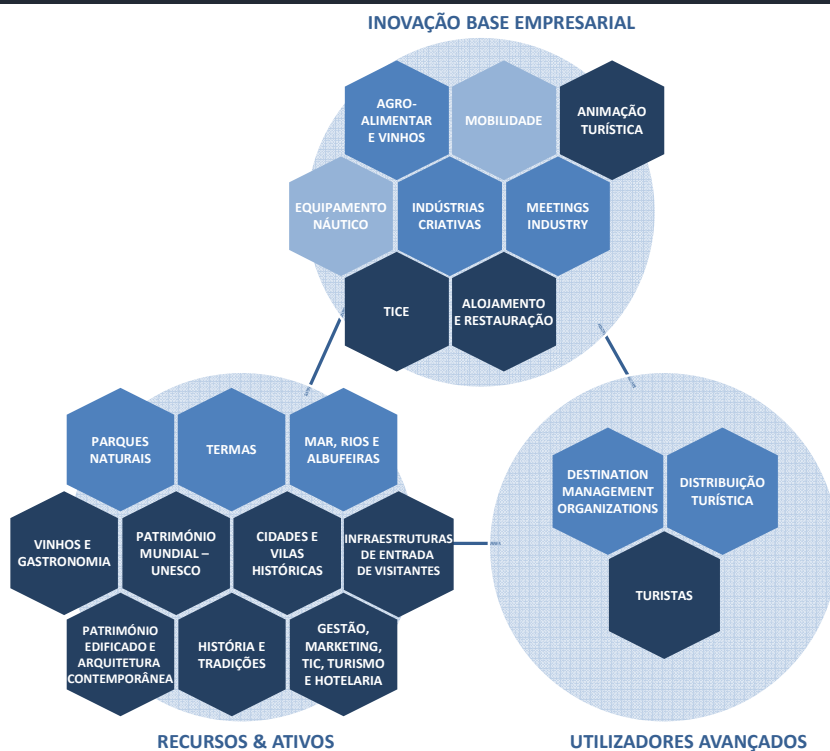 INOVAÇÃO BASE EMPRESARIAL
AGRO-
ALIMENTAR
E VINHOS
MOBILIDADE
ANIMAÇÃO
TURÍSTICA
EQUIPAMENTO
NÁUTICO
INDÚSTRIAS
CRIATIVAS
MEETINGS
INDUSTRY
TICE
ALOJAMENTO
E RESTAURAÇÃO
PARQUES
NATURAIS
TERMAS
MAR, RIOS E
ALBUFEIRAS
VINHOS E
GASTRONOMIA
PATRIMÓNIO
MUNDIAL –
UNESCO
CIDADES E
VILAS
HISTÓRICAS
INFRAESTRUTURAS
DE ENTRADA
DE VISITANTES
PATRIMÓNIO
EDIFICADO E
ARQUITETURA
CONTEMPORÂNEA
HISTÓRIA E
TRADIÇÕES
GESTÃO,
MARKETING,
TIC, TURISMO
E HOTELARIA
RECURSOS & ATIVOS
DESTINATION
MANAGEMENT
ORGANIZATIONS
DISTRIBUIÇÃO
TURÍSTICA
TURISTAS
UTILIZADORES AVANÇADOS